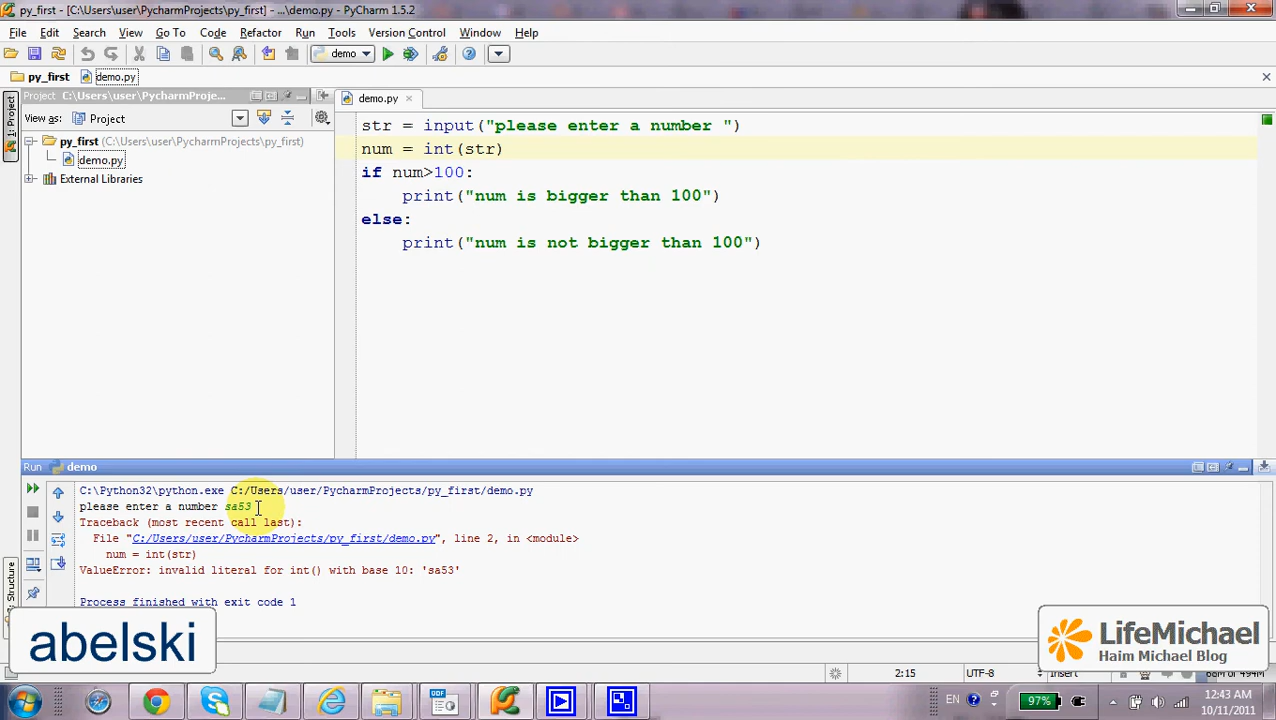 py_first - [C:\Users\user\PycharmProjects\py_first] - ...\demo.py - PyCharm 1.5.2
File Edit Search View Go To Code Refactor Run Tools Version Control Window Help
demo
py_first demo.py
1: Project
Project C:\Users\user\PycharmProje...
demo.py
View as: Project
py_first (C:\Users\user\PycharmProjects\py_first)
demo.py
External Libraries
str = input("please enter a number ")
num = int(str)
if num>100:
print("num is bigger than 100")
else:
print("num is not bigger than 100")
Run demo
C:\Python32\python.exe C:/Users/user/PycharmProjects/py_first/demo.py
please enter a number sa53
Traceback (most recent call last):
File "C:/Users/user/PycharmProjects/py_first/demo.py", line 2, in <module>
num = int(str)
ValueError: invalid literal for int() with base 10: 'sa53'
Process finished with exit code 1
Structure
abelski
LifeMichael
Haim Michael Blog
2:15 UTF-8 Insert 68M of 494M
EN 97% 12:43 AM
10/11/2011